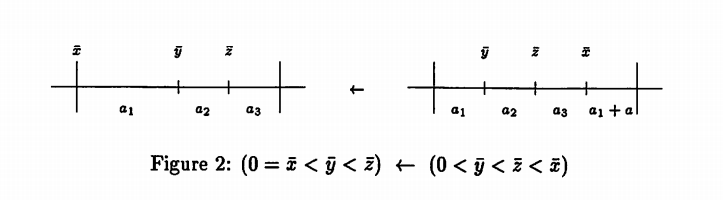 x̄ ȳ z̄ ȳ z̄ x̄
←
a₁ a₂ a₃ a₁ a₂ a₃ a₁ + a
Figure 2: (0 = x̄ < ȳ < z̄) ← (0 < ȳ < z̄ < x̄)